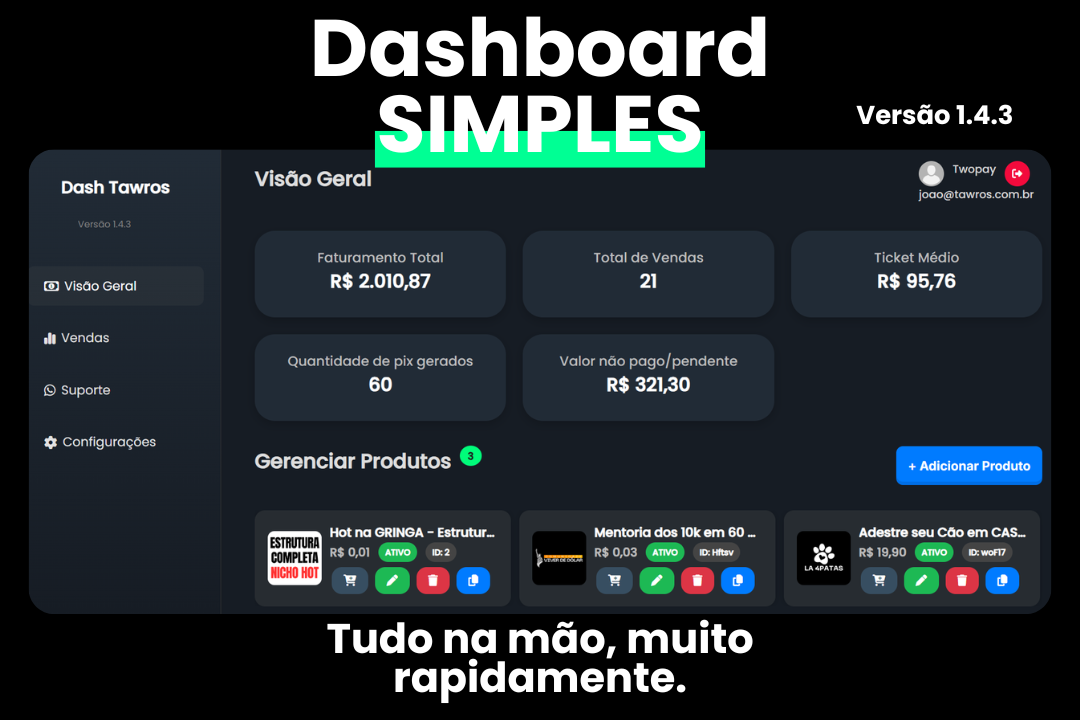 Dashboard
SIMPLES
Versão 1.4.3
Dash Tawros
Versão 1.4.3
Visão Geral
Vendas
Suporte
Configurações
Visão Geral
Twopay
joao@tawros.com.br
Faturamento Total
R$ 2.010,87
Total de Vendas
21
Ticket Médio
R$ 95,76
Quantidade de pix gerados
60
Valor não pago/pendente
R$ 321,30
Gerenciar Produtos 3
+ Adicionar Produto
ESTRUTURA
COMPLETA
NICHO HOT
Hot na GRINGA - Estrutur...
R$ 0,01 ATIVO ID: 2
VIVER DE DOLAR
Mentoria dos 10k em 60 ...
R$ 0,03 ATIVO ID: Hftsv
LA 4PATAS
Adestre seu Cão em CAS...
R$ 19,90 ATIVO ID: woF17
Tudo na mão, muito
rapidamente.